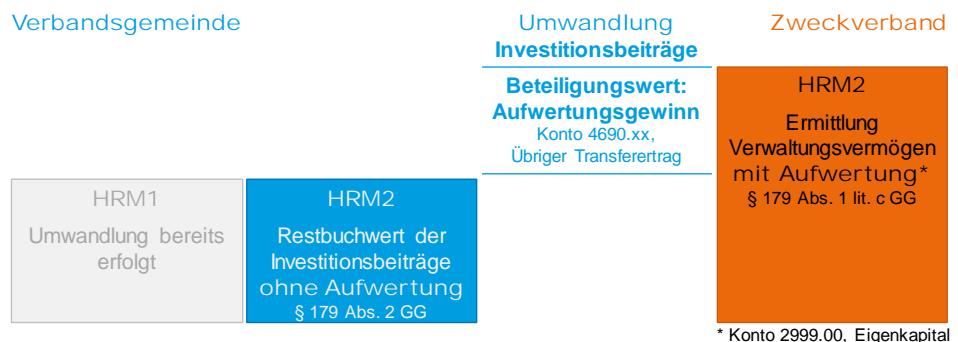 Verbandsgemeinde
Umwandlung
Investitionsbeiträge
Zweckverband
Beteiligungswert:
Aufwertungsgewinn
Konto 4690.xx,
Übriger Transferertrag
HRM2
Ermittlung
Verwaltungsvermögen
mit Aufwertung*
§ 179 Abs. 1 lit. c GG
HRM1
Umwandlung bereits
erfolgt
HRM2
Restbuchwert der
Investitionsbeiträge
ohne Aufwertung
§ 179 Abs. 2 GG
* Konto 2999.00, Eigenkapital